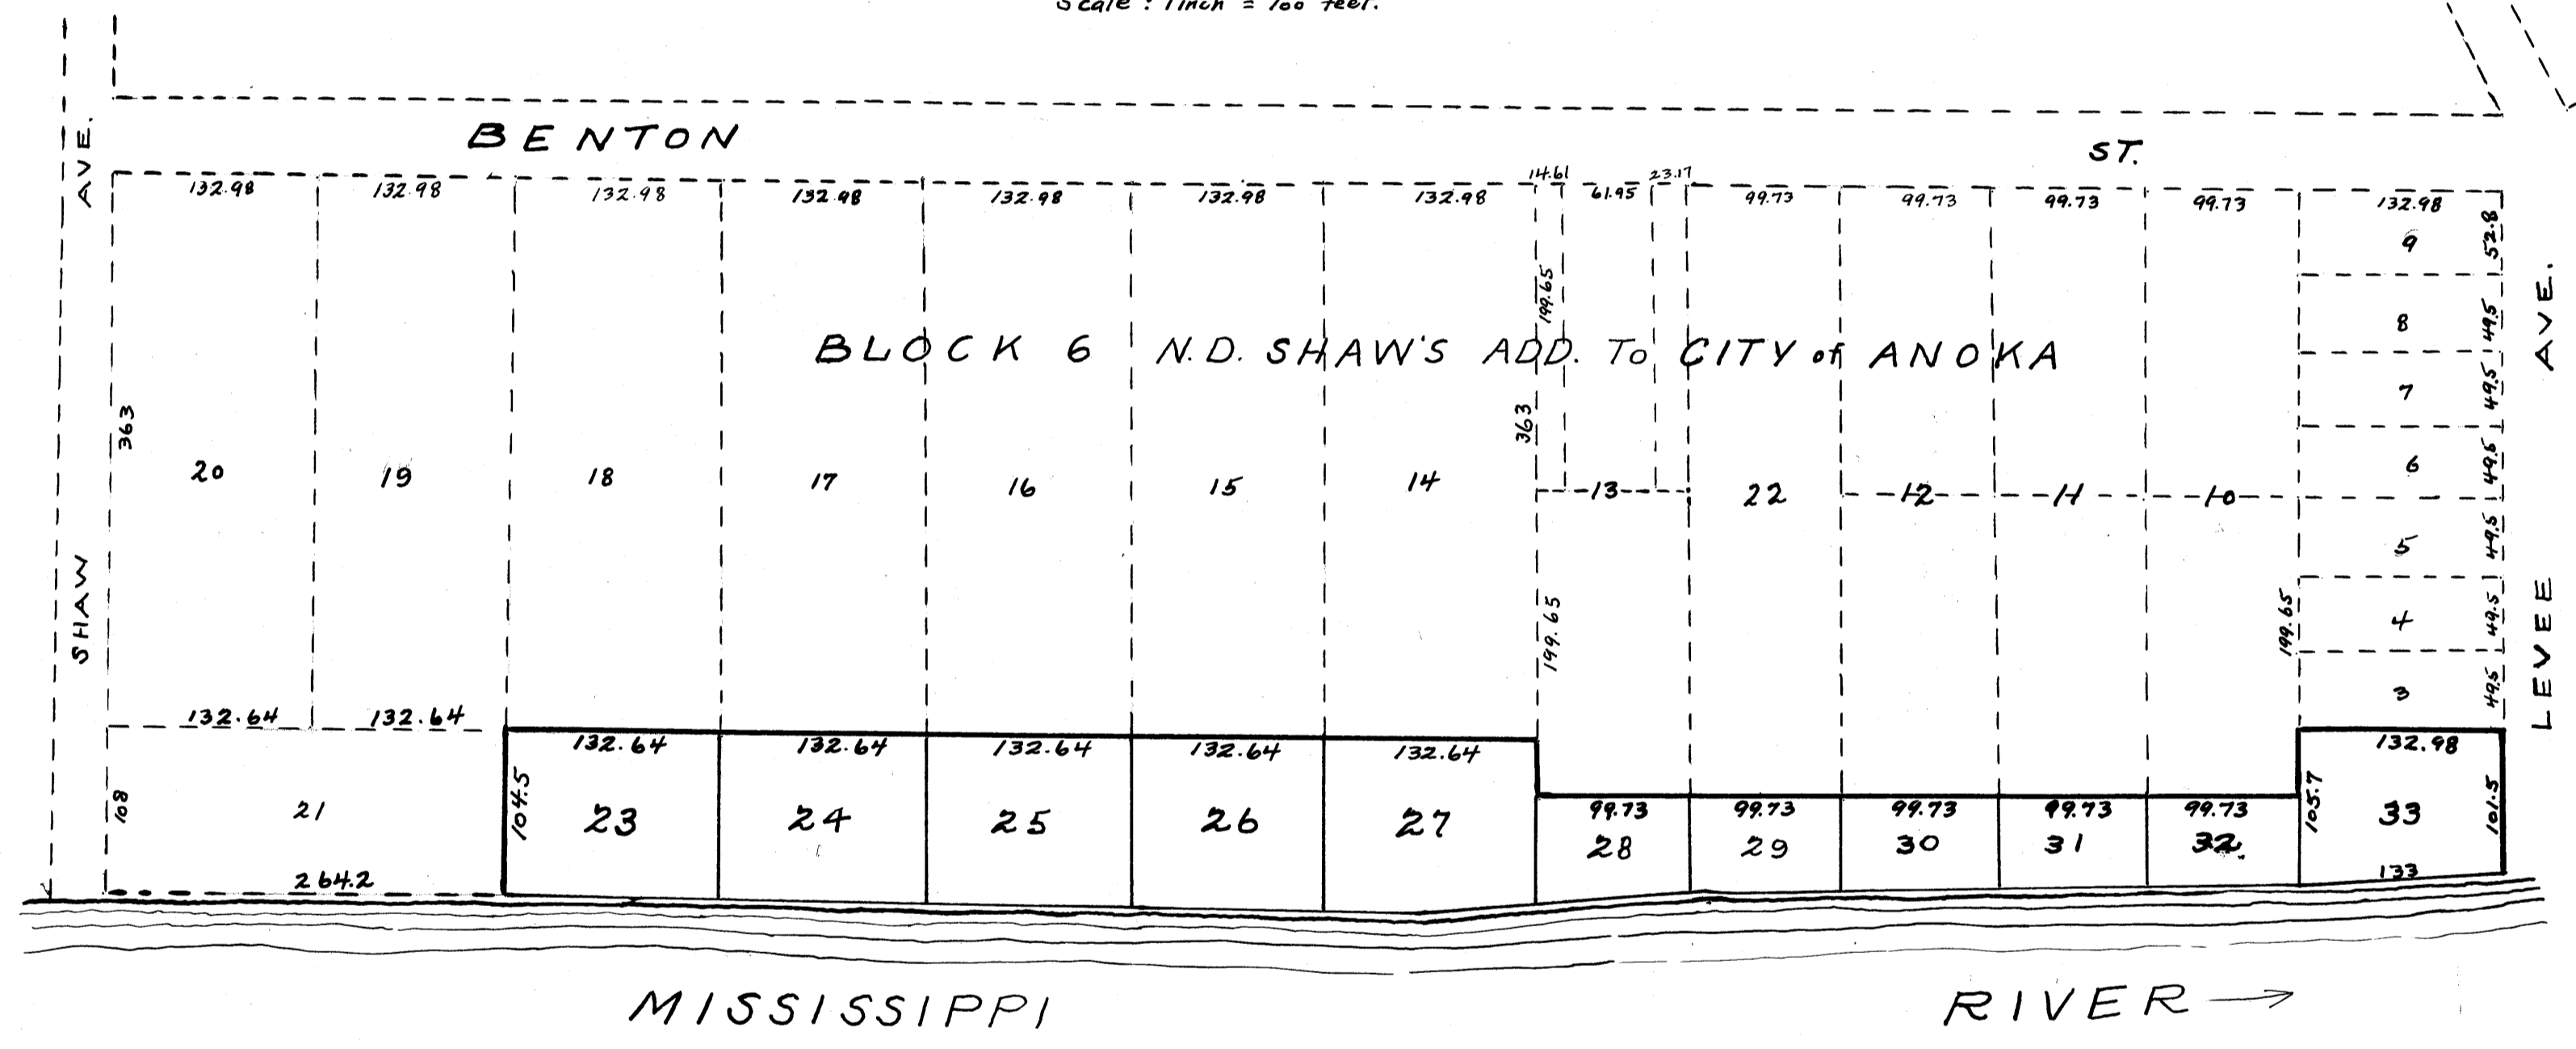 Scale : 1 inch = 100 feet.
BENTON ST.
SHAW AVE.
LEVEE AVE.
132.98 132.98 132.98 132.98 132.98 132.98 132.98 14.61 61.95 23.17 99.73 99.73 99.73 99.73 132.98
9 52.8
8 49.5
7 49.5
6 49.5
5 49.5
4 49.5
3 49.5
199.65
BLOCK 6 N.D. SHAW'S ADD. To CITY of ANOKA
363 363
20 19 18 17 16 15 14 13 22 12 11 10
199.65 199.65
132.64 132.64 132.64 132.64 132.64 132.64 132.64 99.73 99.73 99.73 99.73 99.73 132.98
108 21 104.5 23 24 25 26 27 28 29 30 31 32 105.7 33 101.5
264.2 133
MISSISSIPPI RIVER →